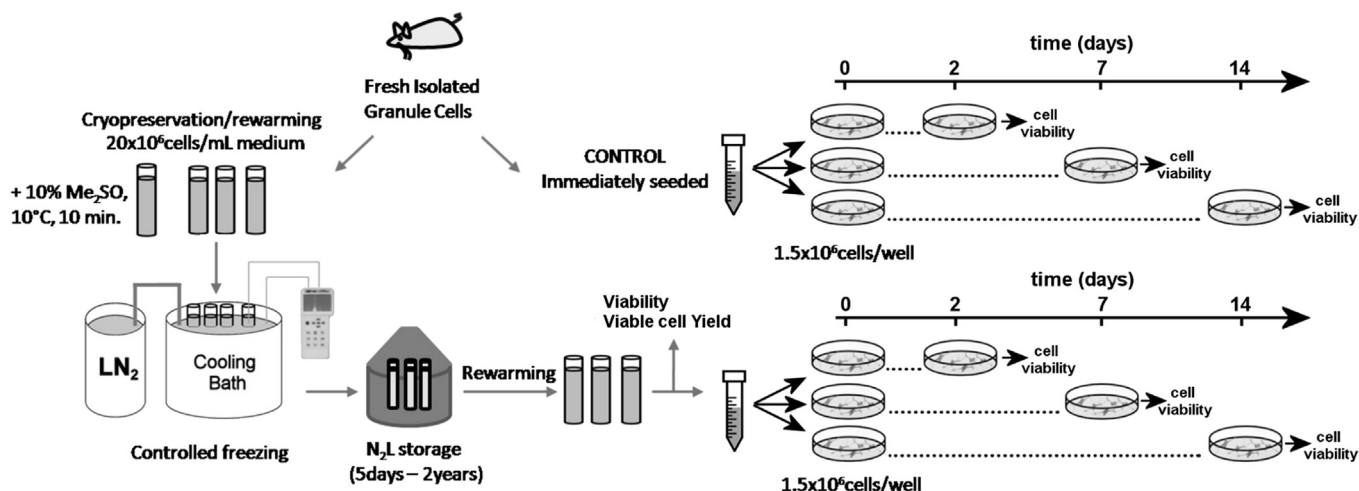 Fresh Isolated
Granule Cells
Cryopreservation/rewarming
20x10⁶cells/mL medium
+ 10% Me₂SO,
10°C, 10 min.
LN₂
Cooling
Bath
Controlled freezing
N₂L storage
(5days – 2years)
Rewarming
Viability
Viable cell Yield
CONTROL
Immediately seeded
time (days)
0 2 7 14
cell
viability
cell
viability
cell
viability
1.5x10⁶cells/well
time (days)
0 2 7 14
cell
viability
cell
viability
cell
viability
1.5x10⁶cells/well